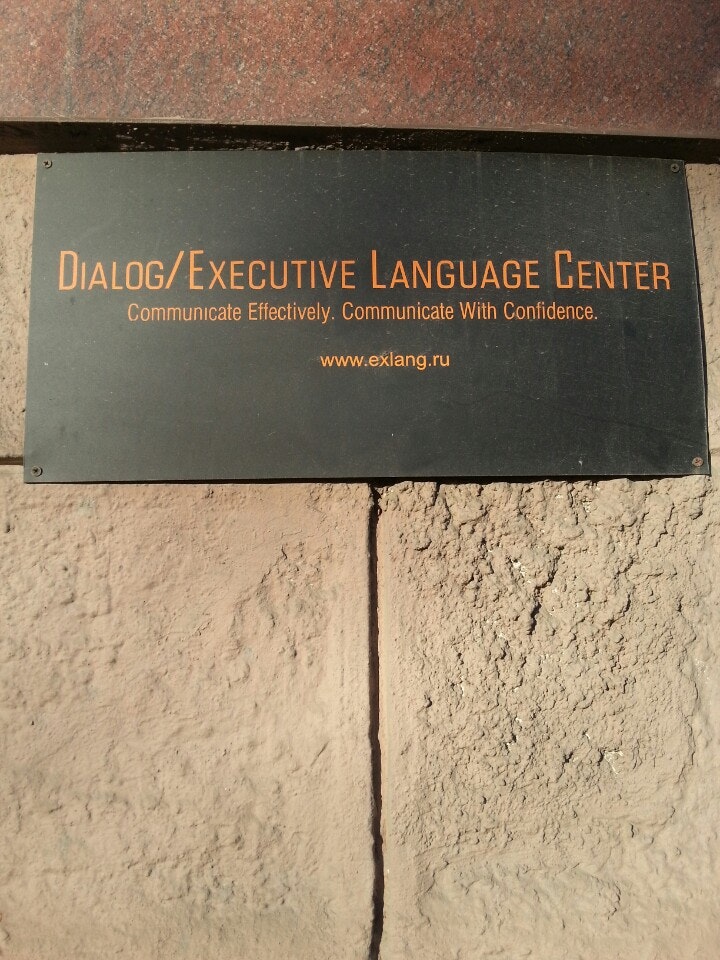 Dialog/Executive Language Center
Communicate Effectively. Communicate With Confidence.
www.exlang.ru